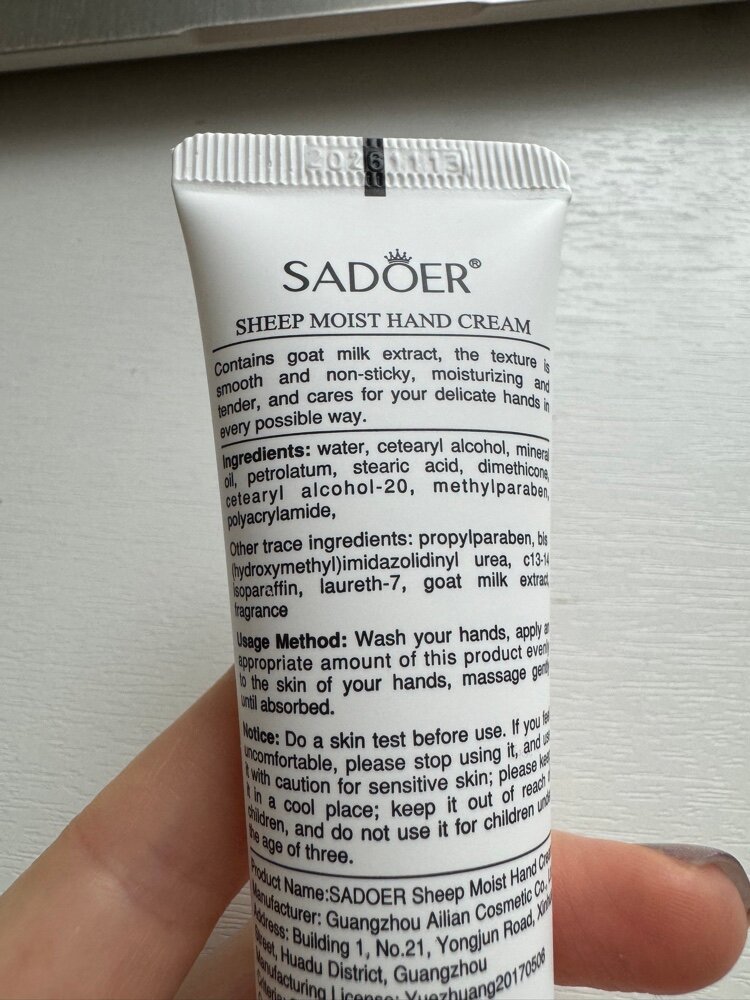 20261113
SADOER®
SHEEP MOIST HAND CREAM
Contains goat milk extract, the texture is
smooth and non-sticky, moisturizing and
tender, and cares for your delicate hands in
every possible way.
Ingredients: water, cetearyl alcohol, mineral
oil, petrolatum, stearic acid, dimethicone,
cetearyl alcohol-20, methylparaben,
polyacrylamide,
Other trace ingredients: propylparaben, bis
(hydroxymethyl)imidazolidinyl urea, c13-14
isoparaffin, laureth-7, goat milk extract,
fragrance
Usage Method: Wash your hands, apply an
appropriate amount of this product evenly
to the skin of your hands, massage gently
until absorbed.
Notice: Do a skin test before use. If you feel
uncomfortable, please stop using it, and use
it with caution for sensitive skin; please keep
it in a cool place; keep it out of reach of
children, and do not use it for children under
the age of three.
Product Name:SADOER Sheep Moist Hand Cream
Manufacturer: Guangzhou Ailian Cosmetic Co.,
Address: Building 1, No.21, Yongjun Road,
Street, Huadu District, Guangzhou
Manufacturing License: Yuezhuang20170506